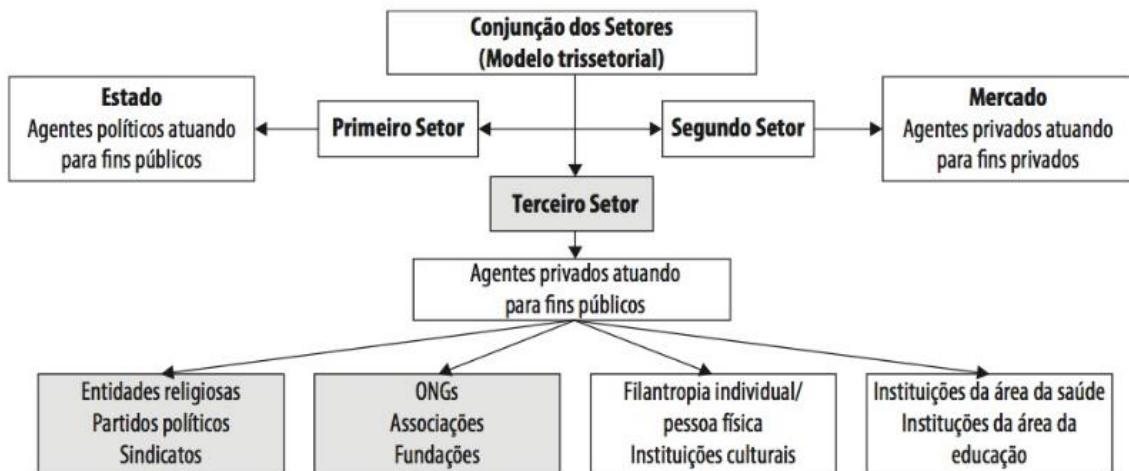 Conjunção dos Setores
(Modelo trissetorial)
Estado
Agentes políticos atuando
para fins públicos
Primeiro Setor
Segundo Setor
Mercado
Agentes privados atuando
para fins privados
Terceiro Setor
Agentes privados atuando
para fins públicos
Entidades religiosas
Partidos políticos
Sindicatos
ONGs
Associações
Fundações
Filantropia individual/
pessoa física
Instituições culturais
Instituições da área da saúde
Instituções da área da
educação